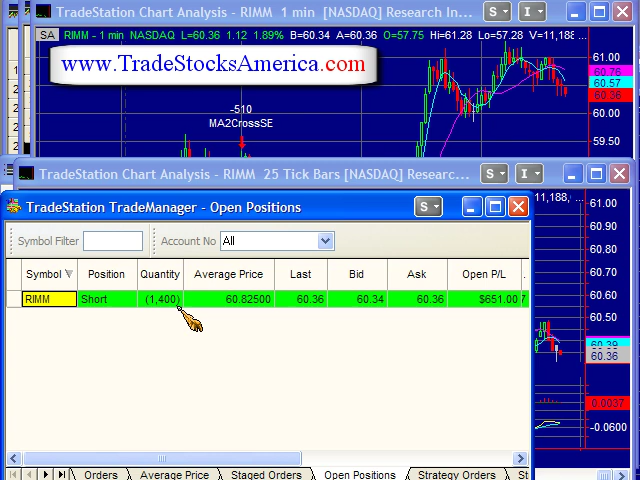 TradeStation Chart Analysis - RIMM 1 min [NASDAQ] Research In...
S
I
SA
RIMM - 1 min NASDAQ L=60.36 1.12 1.89% B=60.34 A=60.36 O=57.75 Hi=61.28 Lo=57.28 V=11,188 ...
www.TradeStocksAmerica.com
61.00
60.76
60.57
60.36
-510
MA2CrossSE
59.50
TradeStation Chart Analysis - RIMM 25 Tick Bars [NASDAQ] Researc...
S
I
11,188, ...
61.00
TradeStation TradeManager - Open Positions
S
60.90
Symbol Filter
Account No
All
60.80
60.70
Symbol Position Quantity Average Price Last Bid Ask Open P/L
60.60
RIMM Short (1,400) 60.82500 60.36 60.34 60.36 $651.00
60.50
60.39
60.36
0.0037
-0.0600
Orders Average Price Staged Orders Open Positions Strategy Orders St